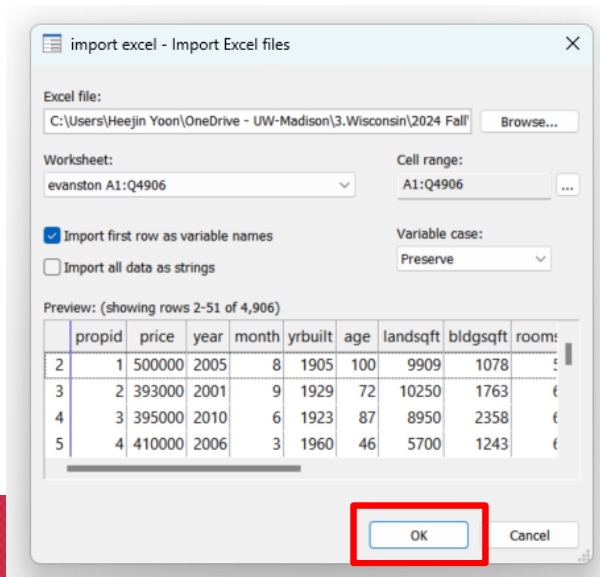 import excel - Import Excel files
Excel file:
C:\Users\Heejin Yoon\OneDrive - UW-Madison\3.Wisconsin\2024 Fall\ Browse...
Worksheet: Cell range:
evanston A1:Q4906 A1:Q4906 ...
Import first row as variable names Variable case:
Import all data as strings Preserve
Preview: (showing rows 2-51 of 4,906)
propid price year month yrbuilt age landsqft bldgsqft rooms
2 1 500000 2005 8 1905 100 9909 1078
3 2 393000 2001 9 1929 72 10250 1763
4 3 395000 2010 6 1923 87 8950 2358
5 4 410000 2006 3 1960 46 5700 1243
OK Cancel